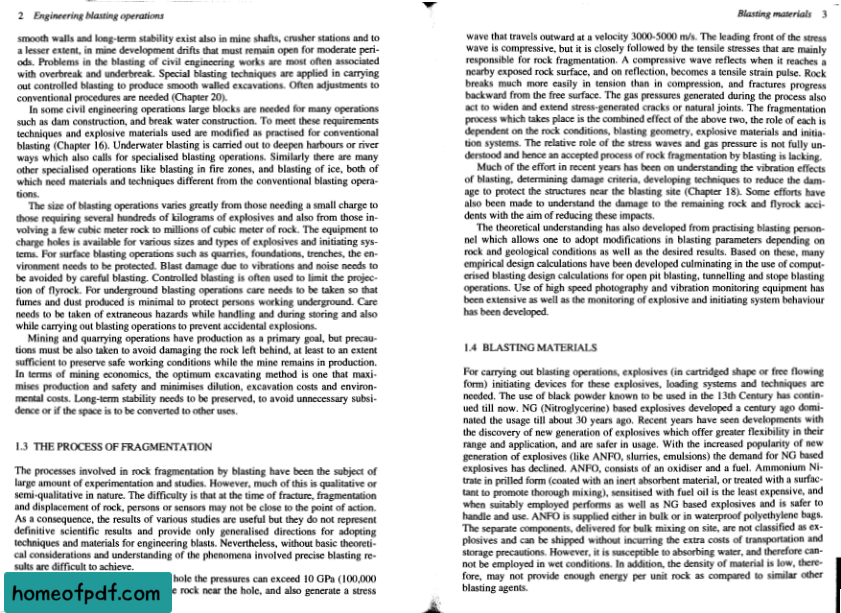 2 Engineering blasting operations
smooth walls and long-term stability exist also in mine shafts, crusher stations and to
a lesser extent, in mine development drifts that must remain open for moderate peri-
ods. Problems in the blasting of civil engineering works are most often associated
with overbreak and underbreak. Special blasting techniques are applied in carrying
out controlled blasting to produce smooth walled excavations. Often adjustments to
conventional procedures are needed (Chapter 20).
In some civil engineering operations large blocks are needed for many operations
such as dam construction, and break water construction. To meet these requirements
techniques and explosive materials used are modified as practised for conventional
blasting (Chapter 16). Underwater blasting is carried out to deepen harbours or river
ways which also calls for specialised blasting operations. Similarly there are many
other specialised operations like blasting in fire zones, and blasting of ice, both of
which need materials and techniques different from the conventional blasting opera-
tions.
The size of blasting operations varies greatly from those needing a small charge to
those requiring several hundreds of kilograms of explosives and also from those in-
volving a few cubic meter rock to millions of cubic meter of rock. The equipment to
charge holes is available for various sizes and types of explosives and initiating sys-
tems. For surface blasting operations such as quarries, foundations, trenches, the en-
vironment needs to be protected. Blast damage due to vibrations and noise needs to
be avoided by careful blasting. Controlled blasting is often used to limit the projec-
tion of flyrock. For underground blasting operations care needs to be taken so that
fumes and dust produced is minimal to protect persons working underground. Care
needs to be taken of extraneous hazards while handling and during storing and also
while carrying out blasting operations to prevent accidental explosions.
Mining and quarrying operations have production as a primary goal, but precau-
tions must be also taken to avoid damaging the rock left behind, at least to an extent
sufficient to preserve safe working conditions while the mine remains in production.
In terms of mining economics, the optimum excavating method is one that maxi-
mises production and safety and minimises dilution, excavation costs and environ-
mental costs. Long-term stability needs to be preserved, to avoid unnecessary subsi-
dence or if the space is to be converted to other uses.
1.3 THE PROCESS OF FRAGMENTATION
The processes involved in rock fragmentation by blasting have been the subject of
large amount of experimentation and studies. However, much of this is qualitative or
semi-qualitative in nature. The difficulty is that at the time of fracture, fragmentation
and displacement of rock, persons or sensors may not be close to the point of action.
As a consequence, the results of various studies are useful but they do not represent
definitive scientific results and provide only generalised directions for adopting
techniques and materials for engineering blasts. Nevertheless, without basic theoreti-
cal considerations and understanding of the phenomena involved precise blasting re-
sults are difficult to achieve.
hole the pressures can exceed 10 GPa (100,000
rock near the hole, and also generate a stress
homeofpdf.com
Blasting materials 3
wave that travels outward at a velocity 3000-5000 m/s. The leading front of the stress
wave is compressive, but it is closely followed by the tensile stresses that are mainly
responsible for rock fragmentation. A compressive wave reflects when it reaches a
nearby exposed rock surface, and on reflection, becomes a tensile strain pulse. Rock
breaks much more easily in tension than in compression, and fractures progress
backward from the free surface. The gas pressures generated during the process also
act to widen and extend stress-generated cracks or natural joints. The fragmentation
process which takes place is the combined effect of the above two, the role of each is
dependent on the rock conditions, blasting geometry, explosive materials and initia-
tion systems. The relative role of the stress waves and gas pressure is not fully un-
derstood and hence an accepted process of rock fragmentation by blasting is lacking.
Much of the effort in recent years has been on understanding the vibration effects
of blasting, determining damage criteria, developing techniques to reduce the dam-
age to protect the structures near the blasting site (Chapter 18). Some efforts have
also been made to understand the damage to the remaining rock and flyrock acci-
dents with the aim of reducing these impacts.
The theoretical understanding has also developed from practising blasting person-
nel which allows one to adopt modifications in blasting parameters depending on
rock and geological conditions as well as the desired results. Based on these, many
empirical design calculations have been developed culminating in the use of comput-
erised blasting design calculations for open pit blasting, tunnelling and stope blasting
operations. Use of high speed photography and vibration monitoring equipment has
been extensive as well as the monitoring of explosive and initiating system behaviour
has been developed.
1.4 BLASTING MATERIALS
For carrying out blasting operations, explosives (in cartridged shape or free flowing
form) initiating devices for these explosives, loading systems and techniques are
needed. The use of black powder known to be used in the 13th Century has contin-
ued till now. NG (Nitroglycerine) based explosives developed a century ago domi-
nated the usage till about 30 years ago. Recent years have seen developments with
the discovery of new generation of explosives which offer greater flexibility in their
range and application, and are safer in usage. With the increased popularity of new
generation of explosives (like ANFO, slurries, emulsions) the demand for NG based
explosives has declined. ANFO, consists of an oxidiser and a fuel. Ammonium Ni-
trate in prilled form (coated with an inert absorbent material, or treated with a surfac-
tant to promote thorough mixing), sensitised with fuel oil is the least expensive, and
when suitably employed performs as well as NG based explosives and is safer to
handle and use. ANFO is supplied either in bulk or in waterproof polyethylene bags.
The separate components, delivered for bulk mixing on site, are not classified as ex-
plosives and can be shipped without incurring the extra costs of transportation and
storage precautions. However, it is susceptible to absorbing water, and therefore can-
not be employed in wet conditions. In addition, the density of material is low, there-
fore, may not provide enough energy per unit rock as compared to similar other
blasting agents.